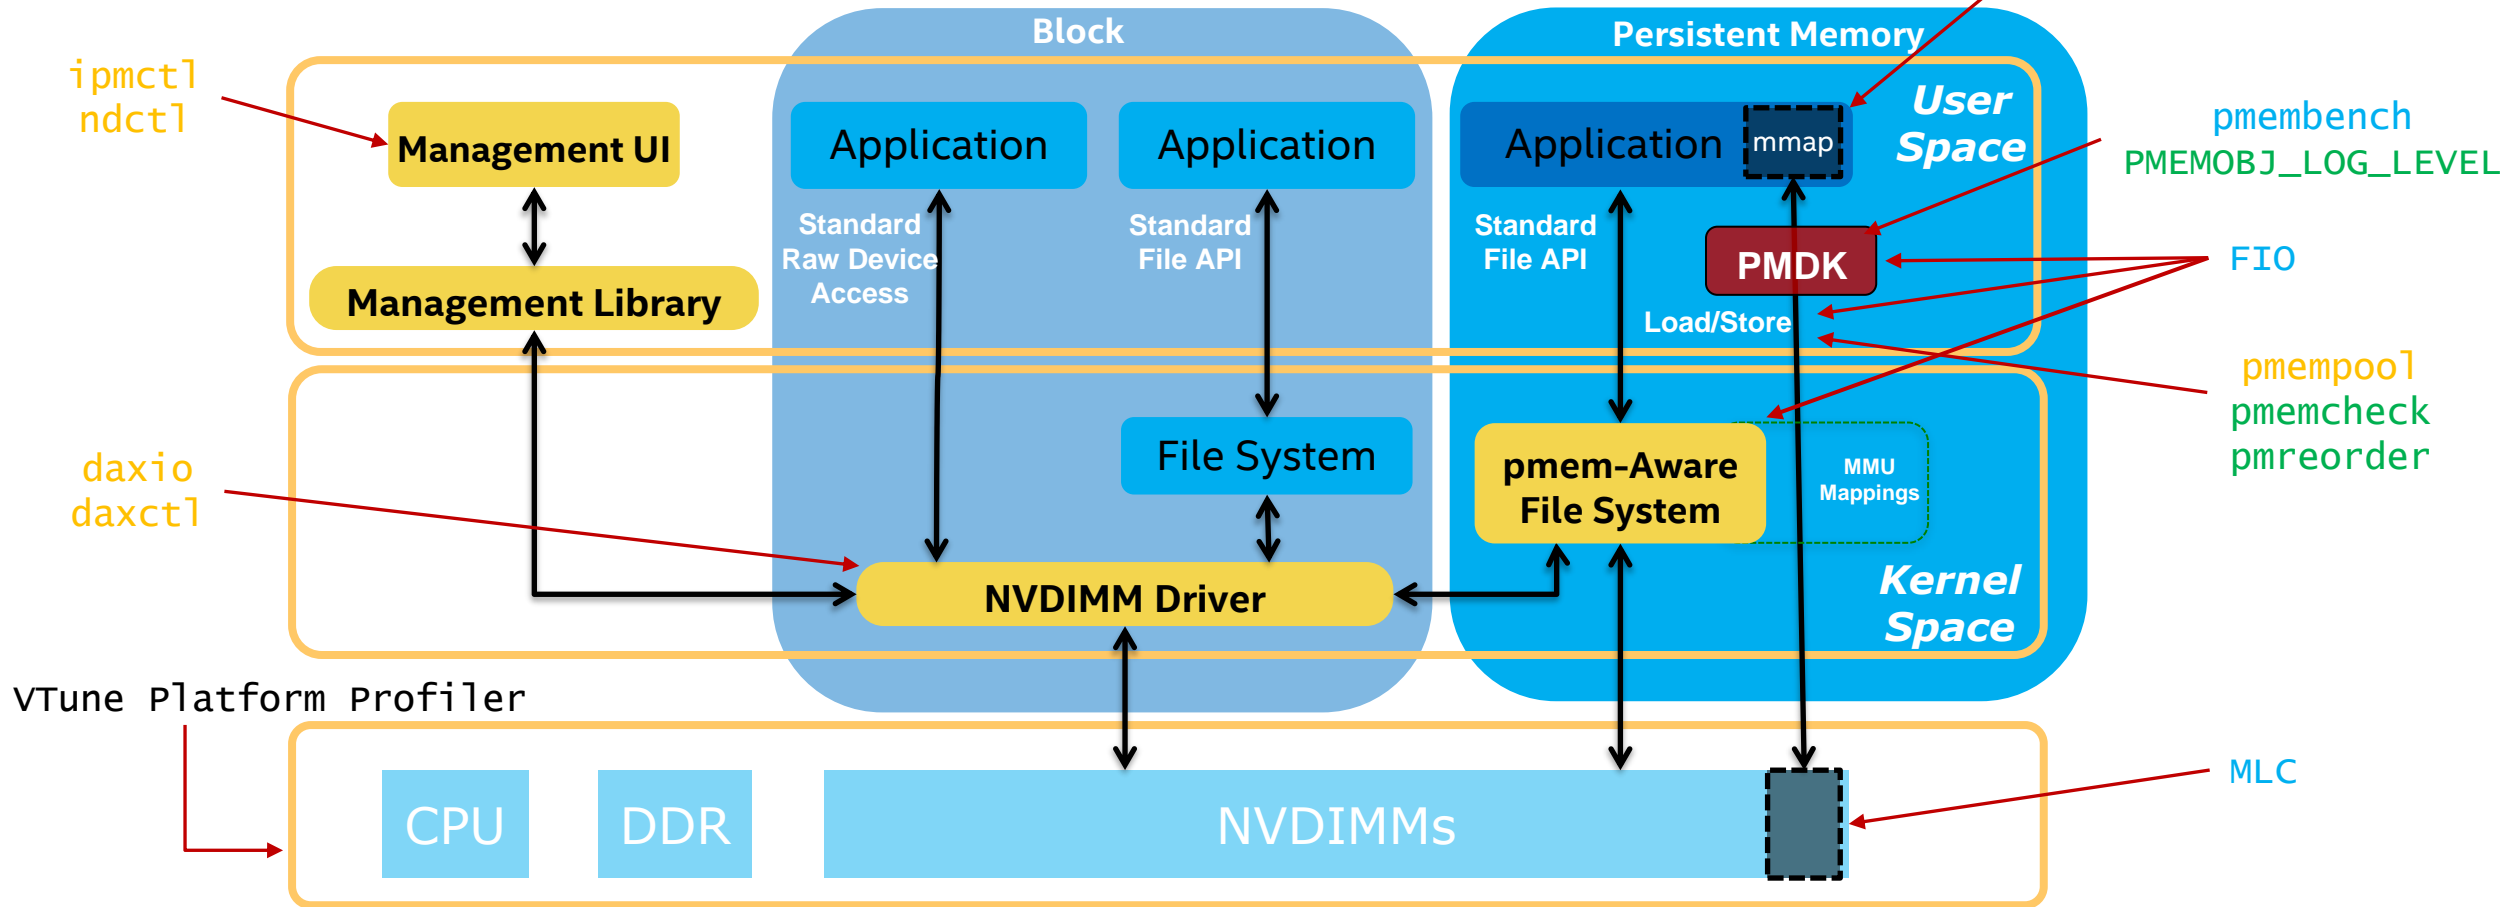 Block
Persistent Memory
ipmctl
ndctl
Management UI
Application
Application
Application
mmap
User
Space
pmembench
PMEMOBJ_LOG_LEVEL
Standard
Raw Device
Access
Standard
File API
Standard
File API
PMDK
FIO
Management Library
Load/Store
pmempool
pmemcheck
pmreorder
daxio
daxctl
File System
pmem-Aware
File System
MMU
Mappings
NVDIMM Driver
Kernel
Space
VTune Platform Profiler
CPU
DDR
NVDIMMs
MLC